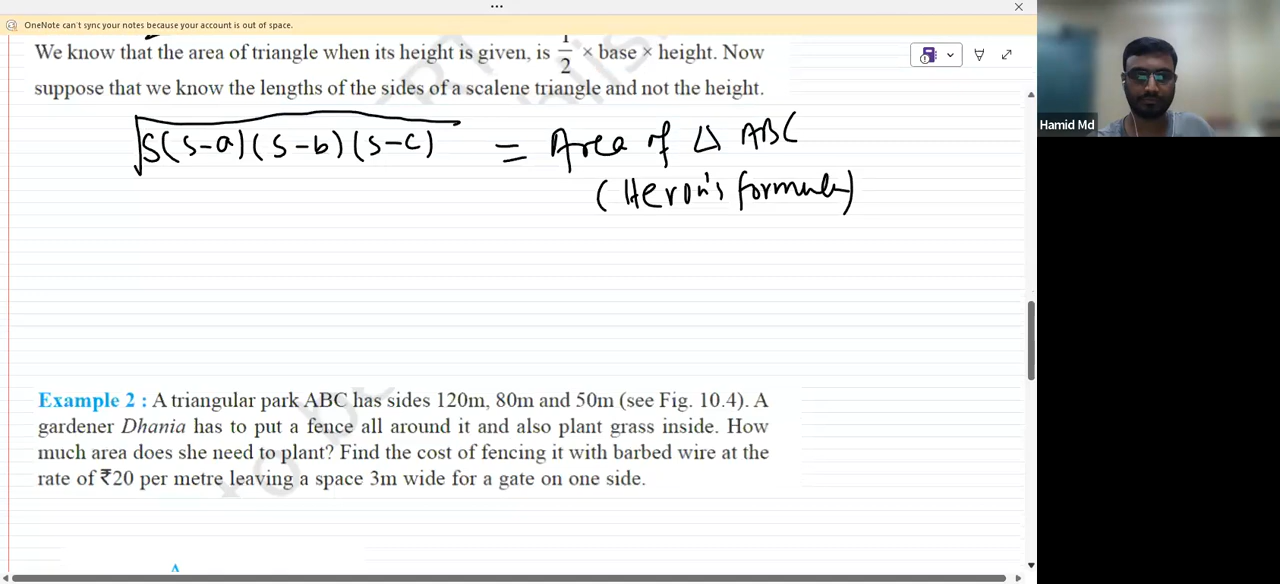 OneNote can't sync your notes because your account is out of space.
We know that the area of triangle when its height is given, is 1/2 × base × height. Now
suppose that we know the lengths of the sides of a scalene triangle and not the height.
√S(S-a)(S-b)(S-c) = Area of △ ABC
(Heron's formula)
Hamid Md
Example 2 : A triangular park ABC has sides 120m, 80m and 50m (see Fig. 10.4). A
gardener Dhania has to put a fence all around it and also plant grass inside. How
much area does she need to plant? Find the cost of fencing it with barbed wire at the
rate of ₹20 per metre leaving a space 3m wide for a gate on one side.
A